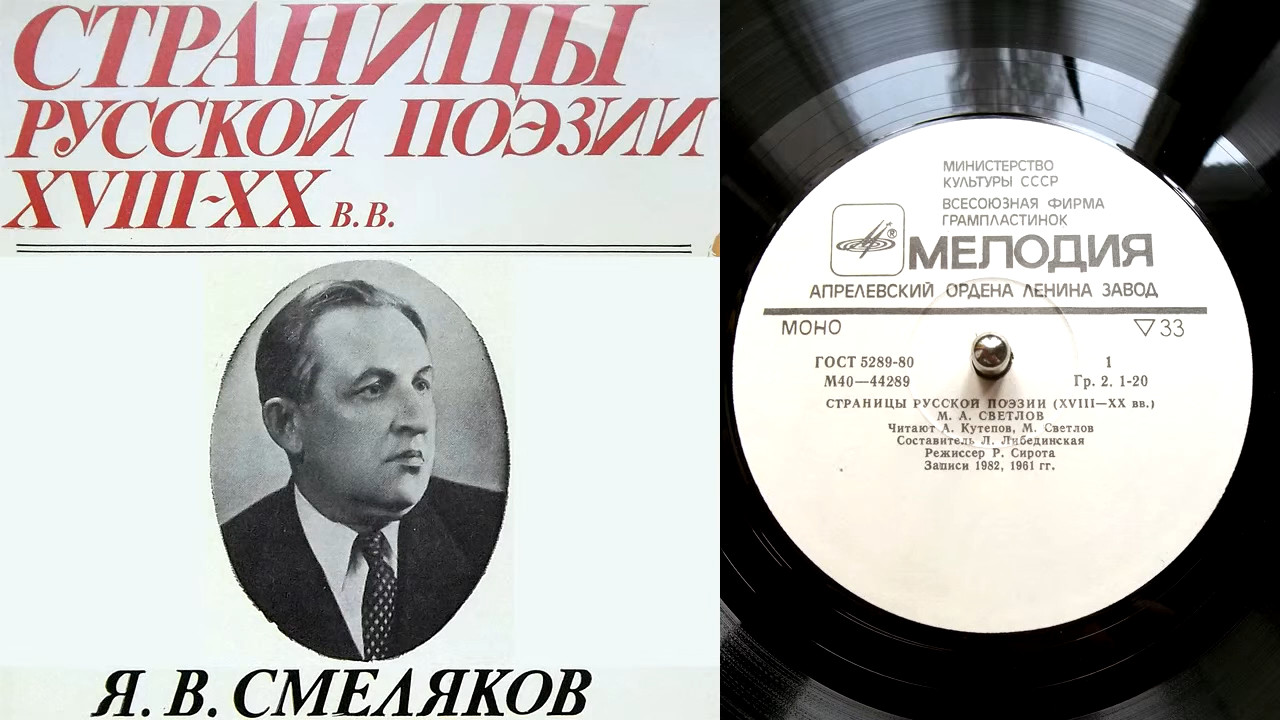 СТРАНИЦЫ
РУССКОЙ ПОЭЗИИ
XVIII-XX В.В.
Я. В. СМЕЛЯКОВ
МИНИСТЕРСТВО
КУЛЬТУРЫ СССР
ВСЕСОЮЗНАЯ ФИРМА
ГРАМПЛАСТИНОК
®
МЕЛОДИЯ
АПРЕЛЕВСКИЙ ОРДЕНА ЛЕНИНА ЗАВОД
МОНО ▽33
ГОСТ 5289-80 1
М40—44289 Гр. 2. 1-20
СТРАНИЦЫ РУССКОЙ ПОЭЗИИ (XVIII—XX вв.)
М. А. СВЕТЛОВ
Читают А. Кутепов, М. Светлов
Составитель Л. Либединская
Режиссер Р. Сирота
Записи 1982, 1961 гг.